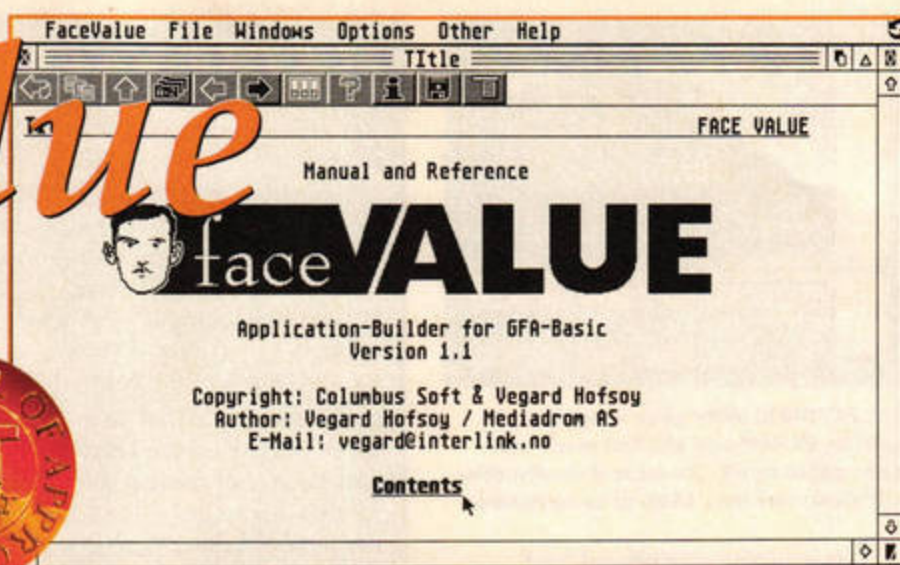 FaceValue File Windows Options Other Help
TItle
FACE VALUE
Manual and Reference
face VALUE
Application-Builder for GFA-Basic
Version 1.1
Copyright: Columbus Soft & Vegard Hofsoy
Author: Vegard Hofsoy / Mediadrom AS
E-Mail: vegard@interlink.no
Contents
lue
OF APPRO